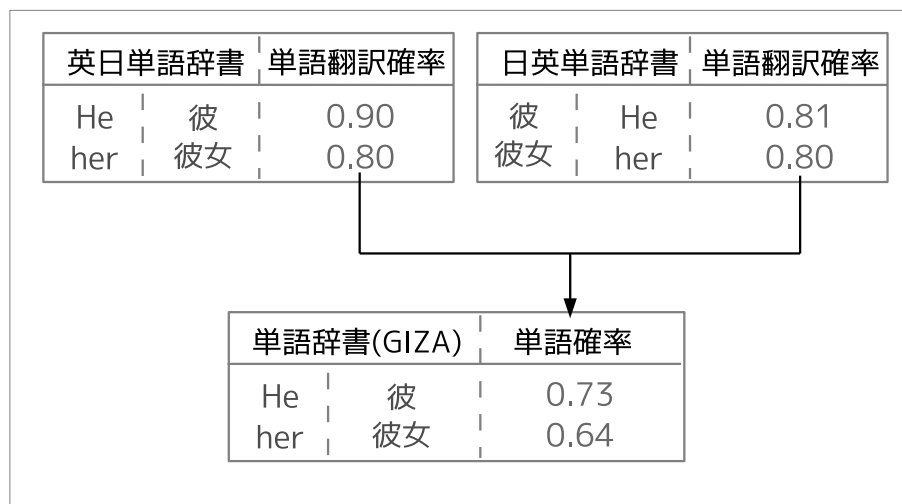 英日単語辞書 単語翻訳確率
He 彼 0.90
her 彼女 0.80
日英単語辞書 単語翻訳確率
彼 He 0.81
彼女 her 0.80
単語辞書(GIZA) 単語確率
He 彼 0.73
her 彼女 0.64